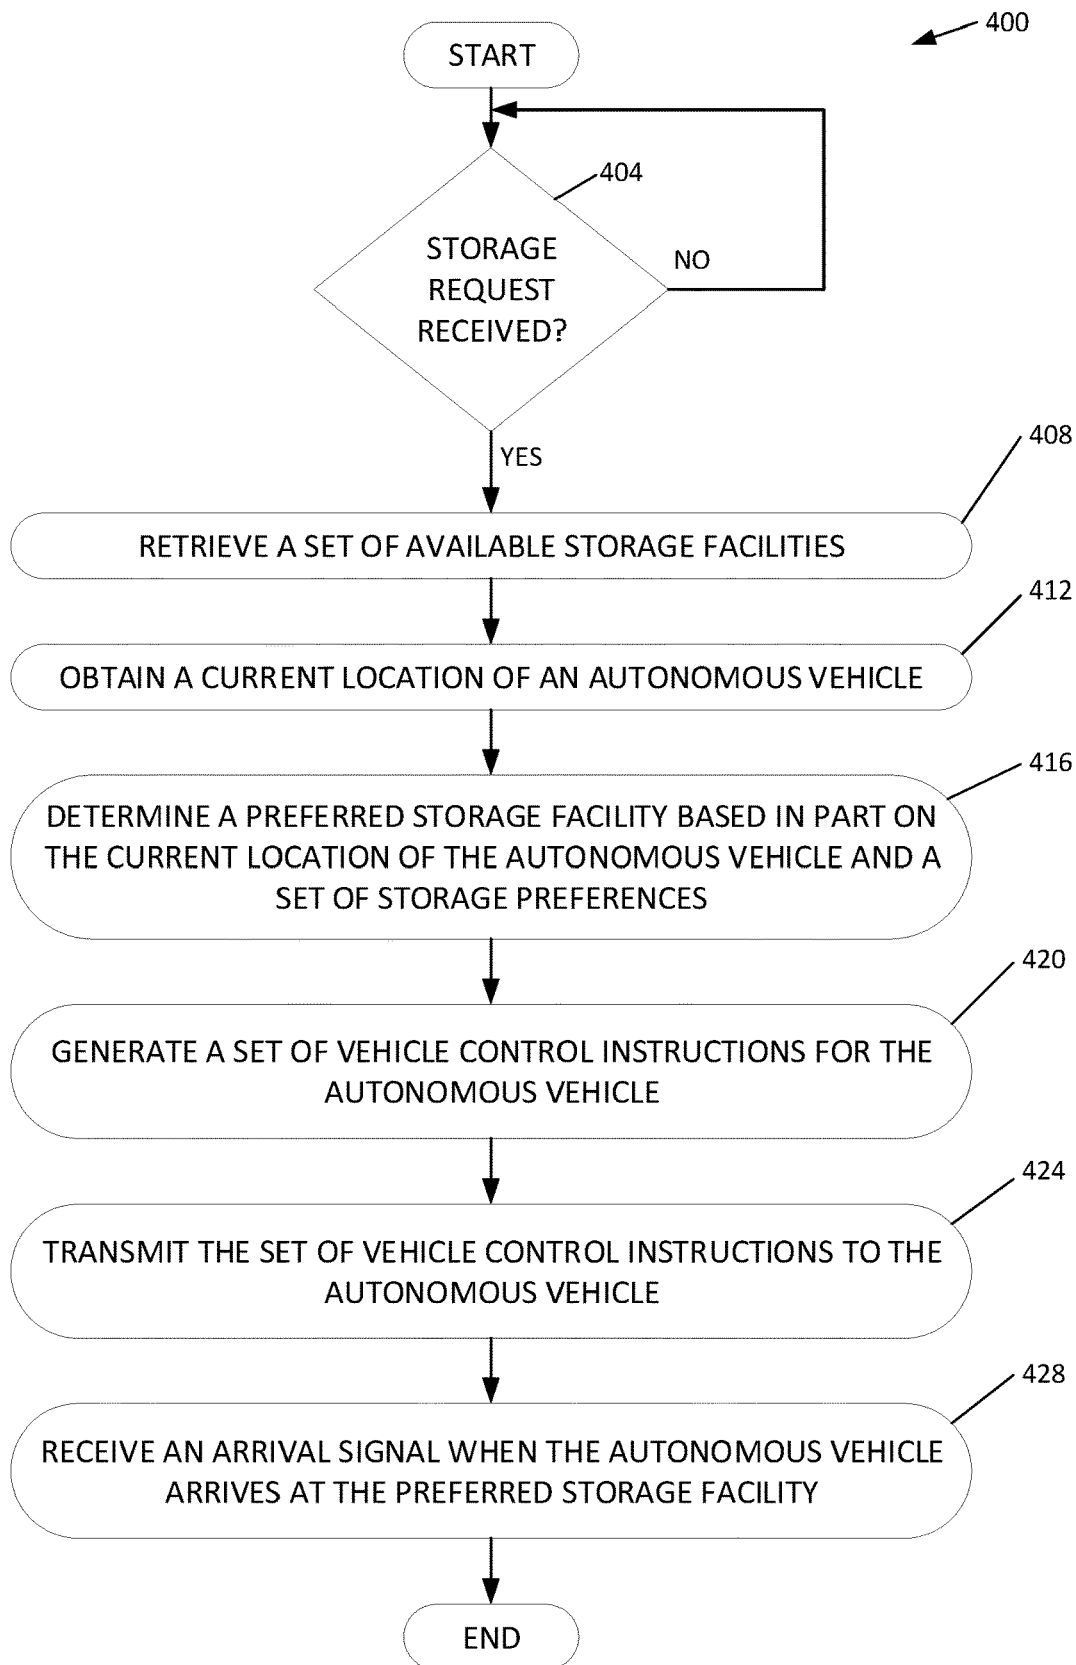 400
START
404
STORAGE
REQUEST
RECEIVED?
NO
YES
408
RETRIEVE A SET OF AVAILABLE STORAGE FACILITIES
412
OBTAIN A CURRENT LOCATION OF AN AUTONOMOUS VEHICLE
416
DETERMINE A PREFERRED STORAGE FACILITY BASED IN PART ON
THE CURRENT LOCATION OF THE AUTONOMOUS VEHICLE AND A
SET OF STORAGE PREFERENCES
420
GENERATE A SET OF VEHICLE CONTROL INSTRUCTIONS FOR THE
AUTONOMOUS VEHICLE
424
TRANSMIT THE SET OF VEHICLE CONTROL INSTRUCTIONS TO THE
AUTONOMOUS VEHICLE
428
RECEIVE AN ARRIVAL SIGNAL WHEN THE AUTONOMOUS VEHICLE
ARRIVES AT THE PREFERRED STORAGE FACILITY
END